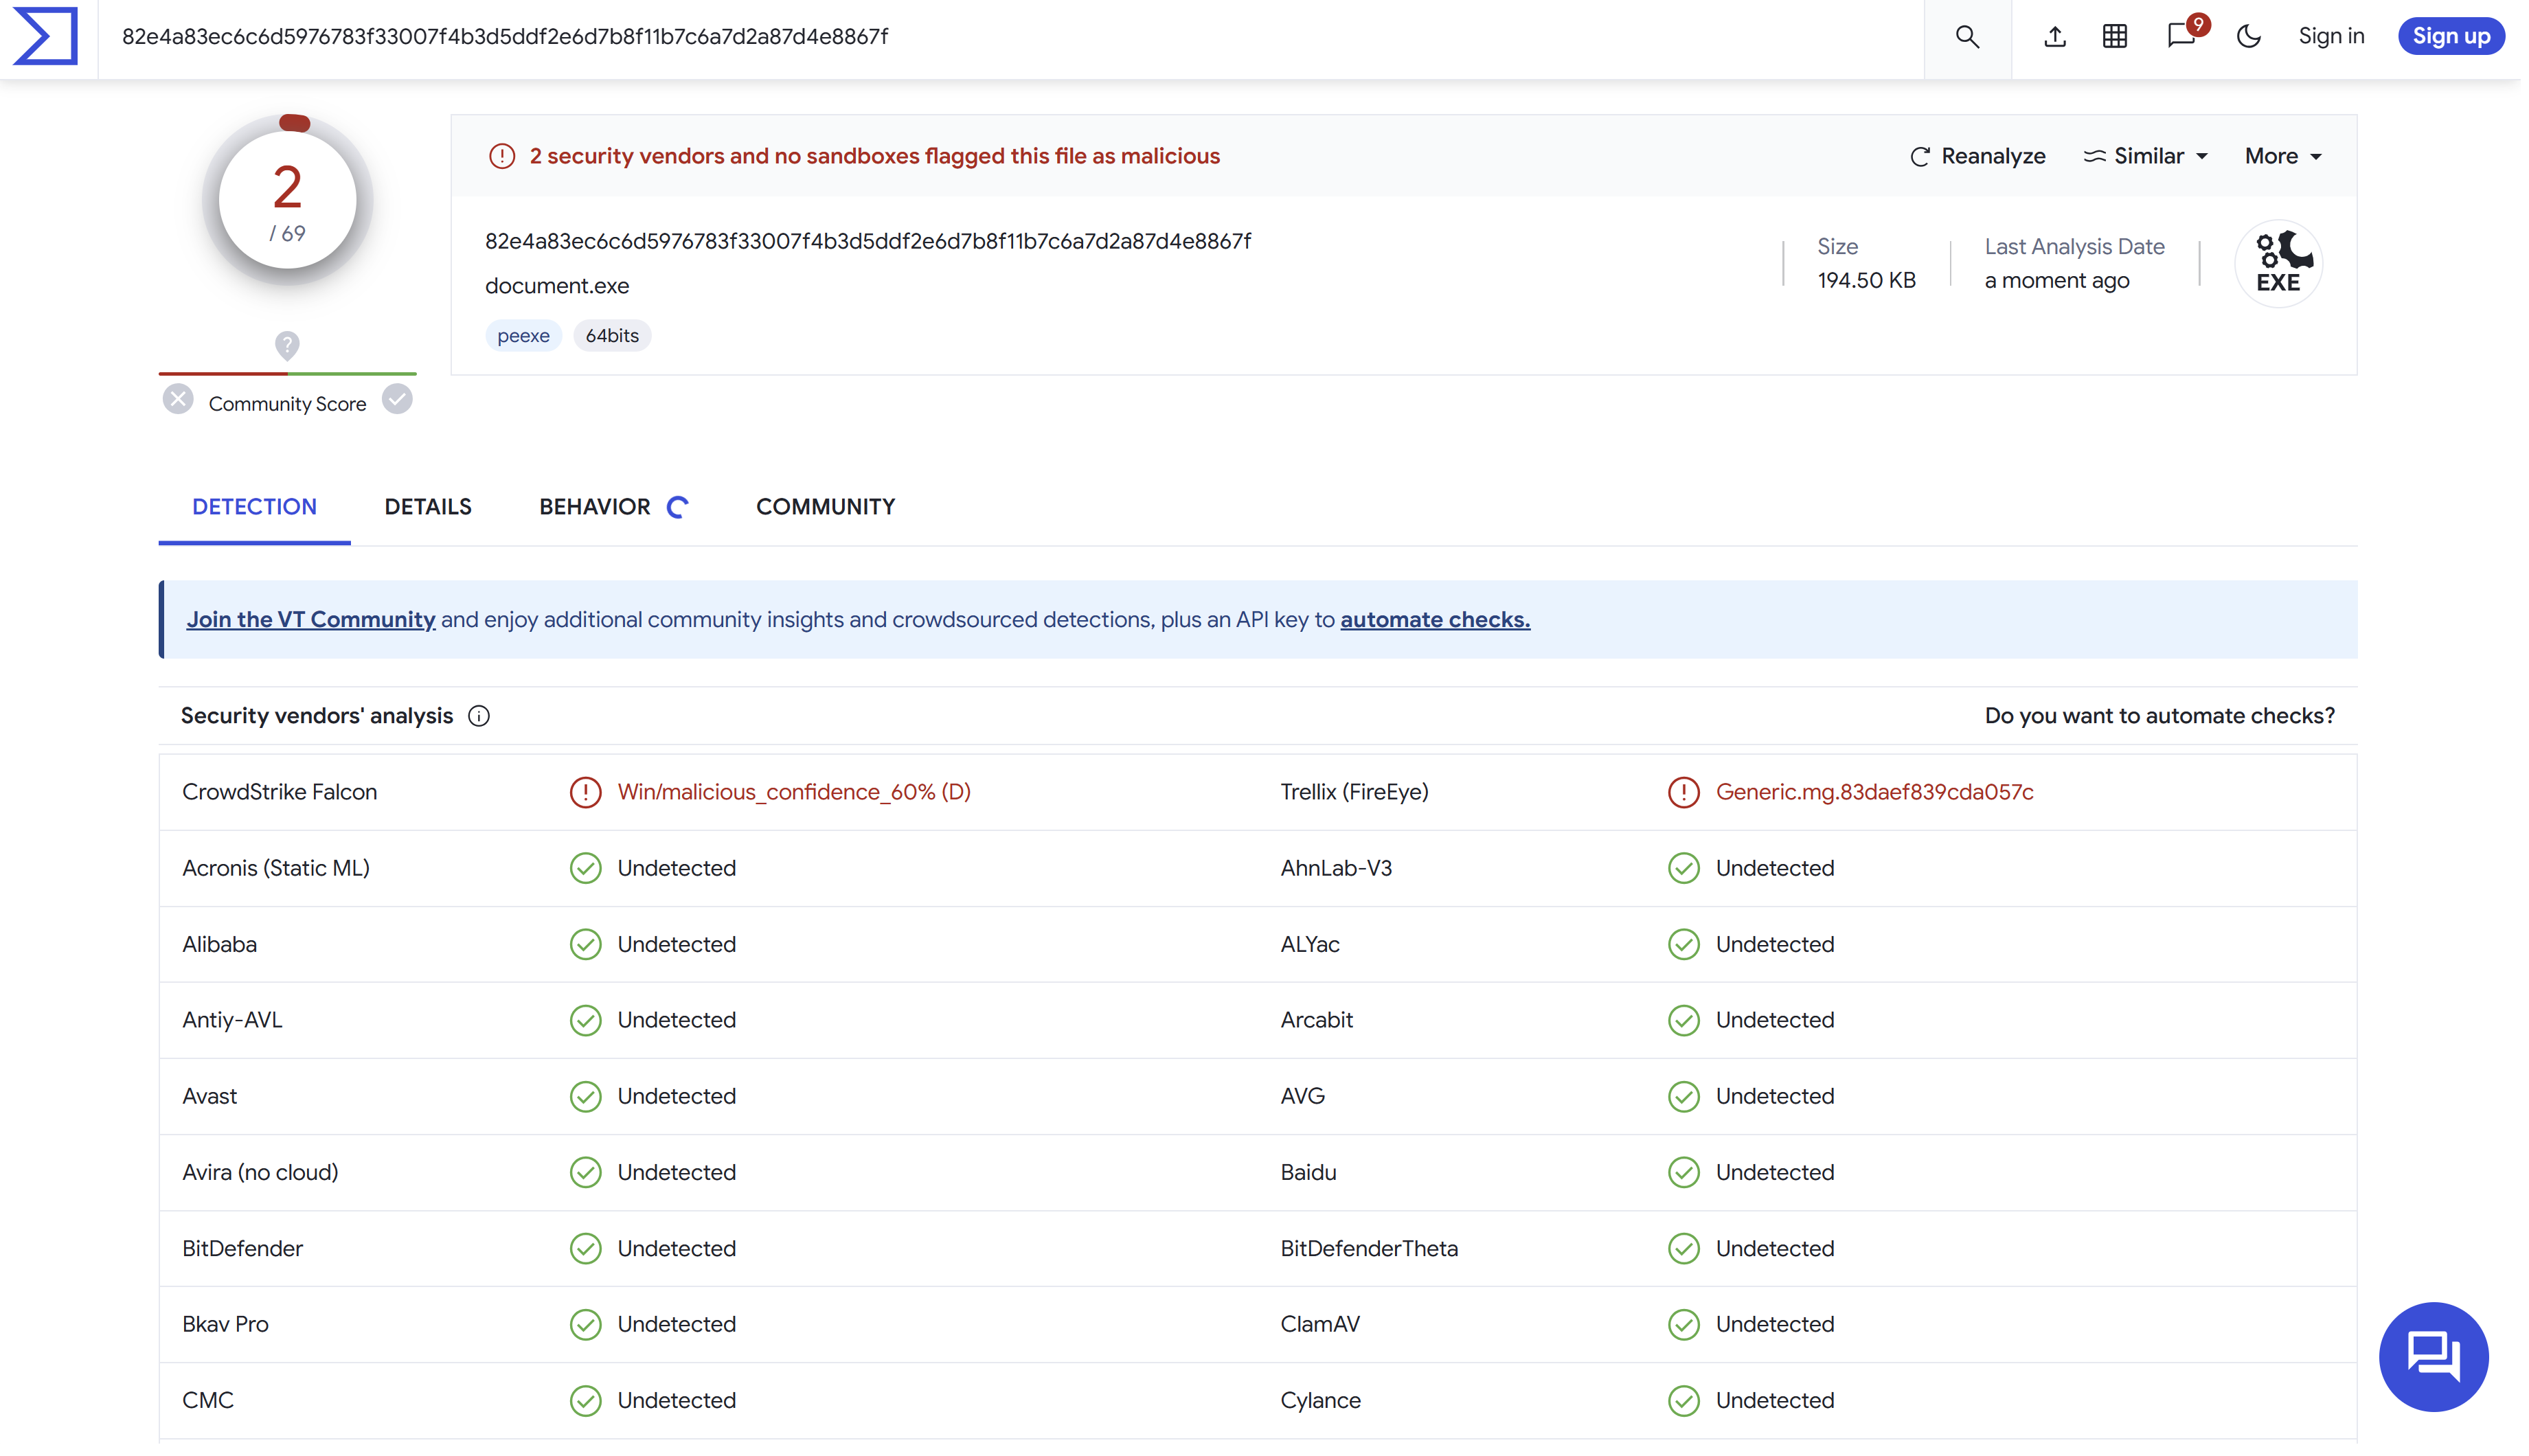 82e4a83ec6c6d5976783f33007f4b3d5ddf2e6d7b8f11b7c6a7d2a87d4e8867f
9
Sign in
Sign up
2
/ 69
Community Score
2 security vendors and no sandboxes flagged this file as malicious
Reanalyze
Similar
More
82e4a83ec6c6d5976783f33007f4b3d5ddf2e6d7b8f11b7c6a7d2a87d4e8867f
document.exe
peexe
64bits
Size
194.50 KB
Last Analysis Date
a moment ago
EXE
DETECTION
DETAILS
BEHAVIOR
COMMUNITY
Join the VT Community and enjoy additional community insights and crowdsourced detections, plus an API key to automate checks.
Security vendors' analysis
Do you want to automate checks?
CrowdStrike Falcon
Win/malicious_confidence_60% (D)
Trellix (FireEye)
Generic.mg.83daef839cda057c
Acronis (Static ML)
Undetected
AhnLab-V3
Undetected
Alibaba
Undetected
ALYac
Undetected
Antiy-AVL
Undetected
Arcabit
Undetected
Avast
Undetected
AVG
Undetected
Avira (no cloud)
Undetected
Baidu
Undetected
BitDefender
Undetected
BitDefenderTheta
Undetected
Bkav Pro
Undetected
ClamAV
Undetected
CMC
Undetected
Cylance
Undetected